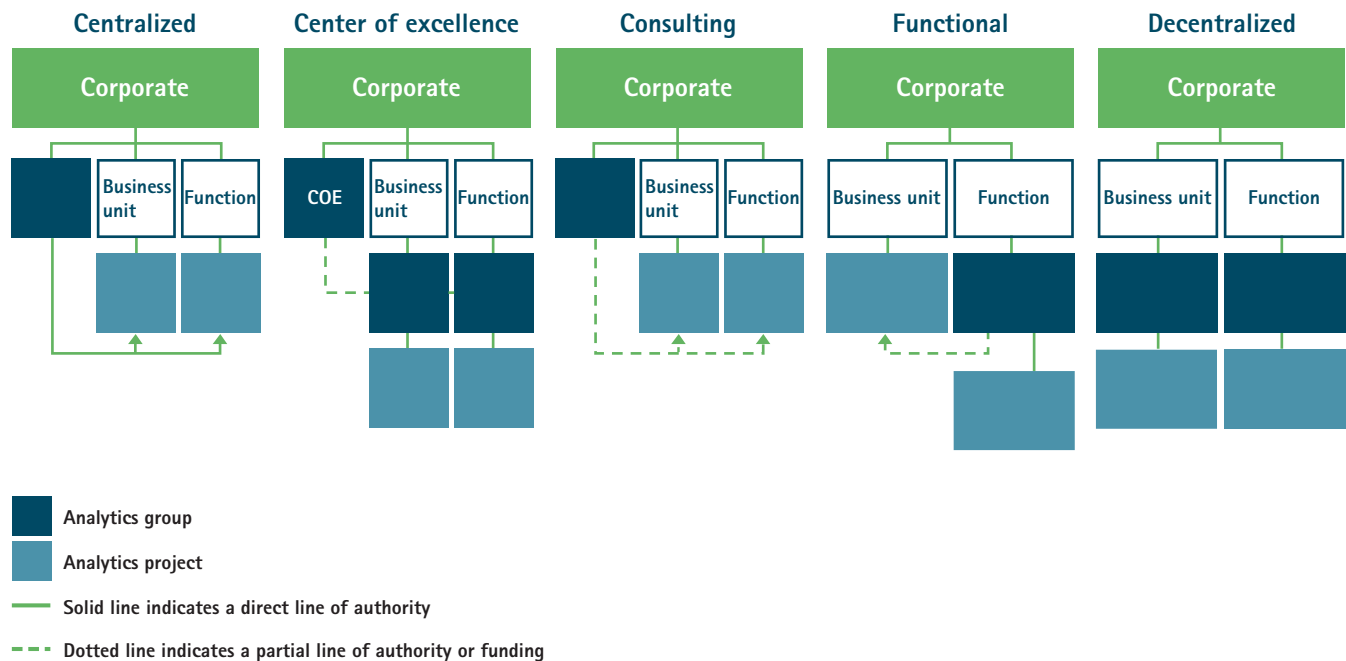 Centralized
Center of excellence
Consulting
Functional
Decentralized
Corporate
Corporate
Corporate
Corporate
Corporate
Business
unit
Function
COE
Business
unit
Function
Business
unit
Function
Business unit
Function
Business unit
Function
Analytics group
Analytics project
Solid line indicates a direct line of authority
Dotted line indicates a partial line of authority or funding